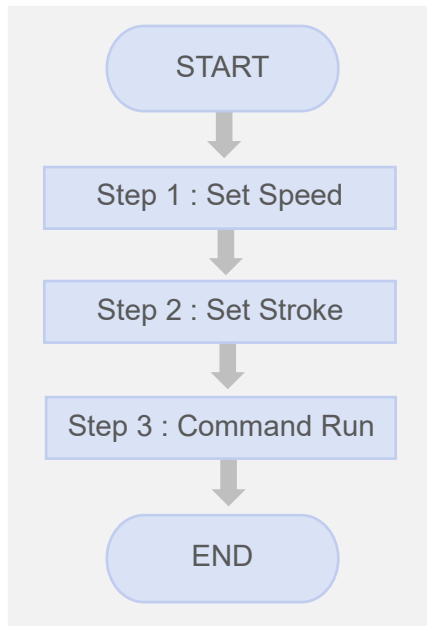 START
Step 1 : Set Speed
Step 2 : Set Stroke
Step 3 : Command Run
END